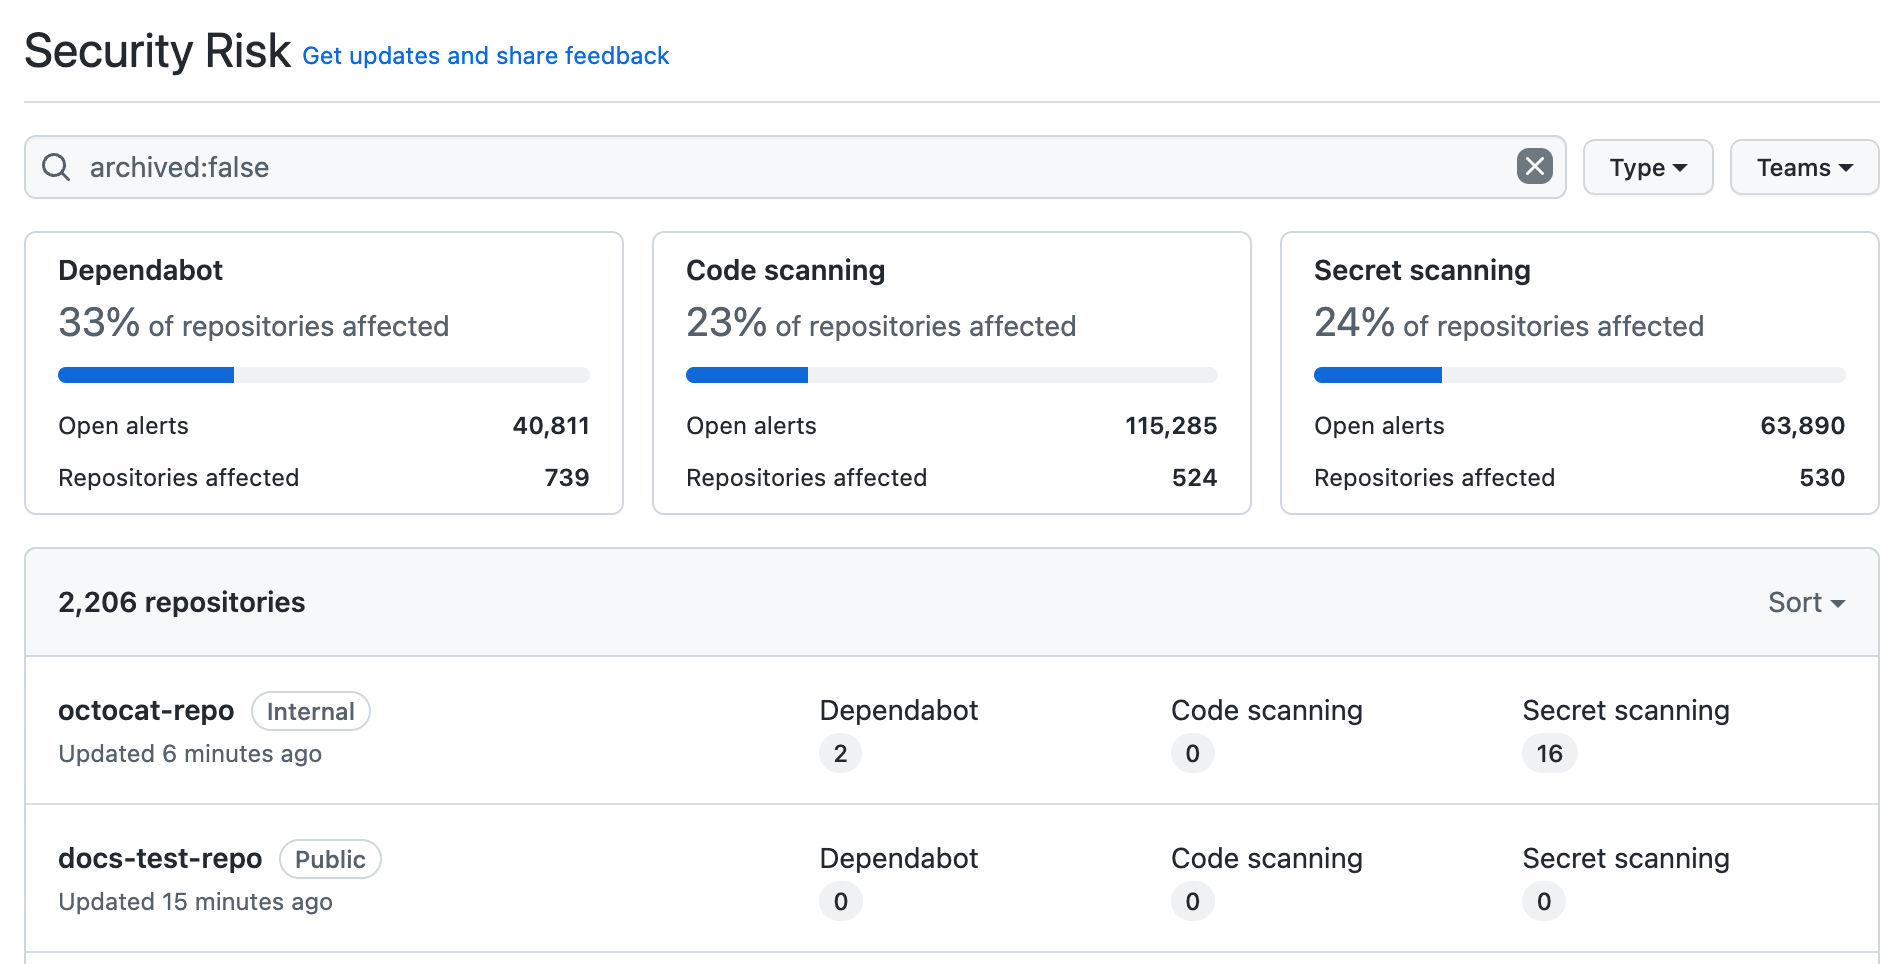 Security Risk Get updates and share feedback
archived:false
Type
Teams
Dependabot
33% of repositories affected
Open alerts 40,811
Repositories affected 739
Code scanning
23% of repositories affected
Open alerts 115,285
Repositories affected 524
Secret scanning
24% of repositories affected
Open alerts 63,890
Repositories affected 530
2,206 repositories
Sort
octocat-repo Internal
Updated 6 minutes ago
Dependabot
2
Code scanning
0
Secret scanning
16
docs-test-repo Public
Updated 15 minutes ago
Dependabot
0
Code scanning
0
Secret scanning
0